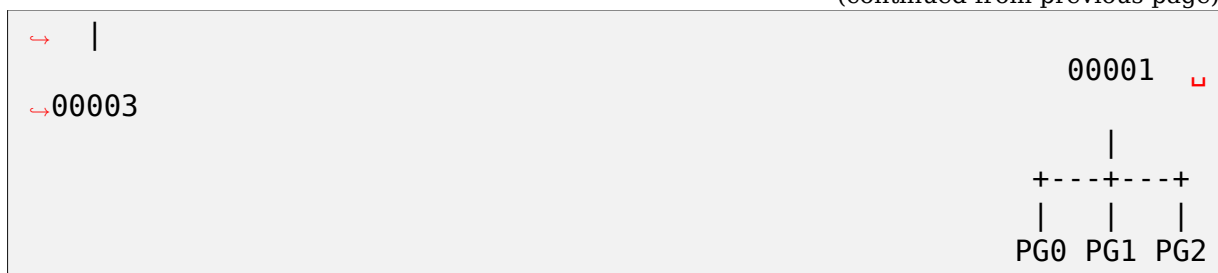 (continued from previous page)
↪  |
00001  ␣
↪00003
|
+---+---+
|   |   |
PG0 PG1 PG2